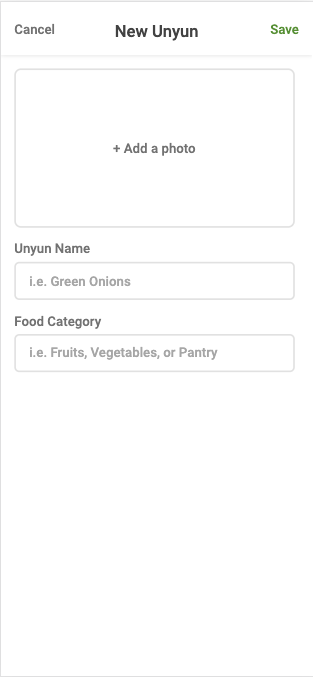 Cancel New Unyun Save
+ Add a photo
Unyun Name
i.e. Green Onions
Food Category
i.e. Fruits, Vegetables, or Pantry